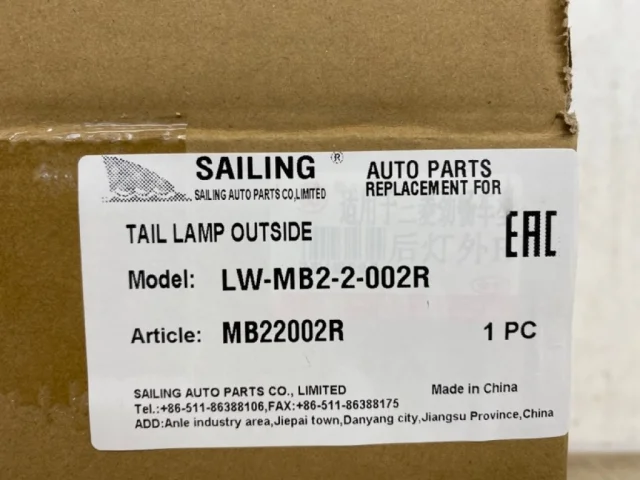 SAILING ®
SAILING AUTO PARTS CO,LIMITED
AUTO PARTS
REPLACEMENT FOR
TAIL LAMP OUTSIDE
EAC
Model: LW-MB2-2-002R
Article: MB22002R
1 PC
SAILING AUTO PARTS CO., LIMITED
Made in China
Tel.:+86-511-86388106,FAX:+86-511-86388175
ADD:Anle industry area,Jiepai town,Danyang city,Jiangsu Province,China